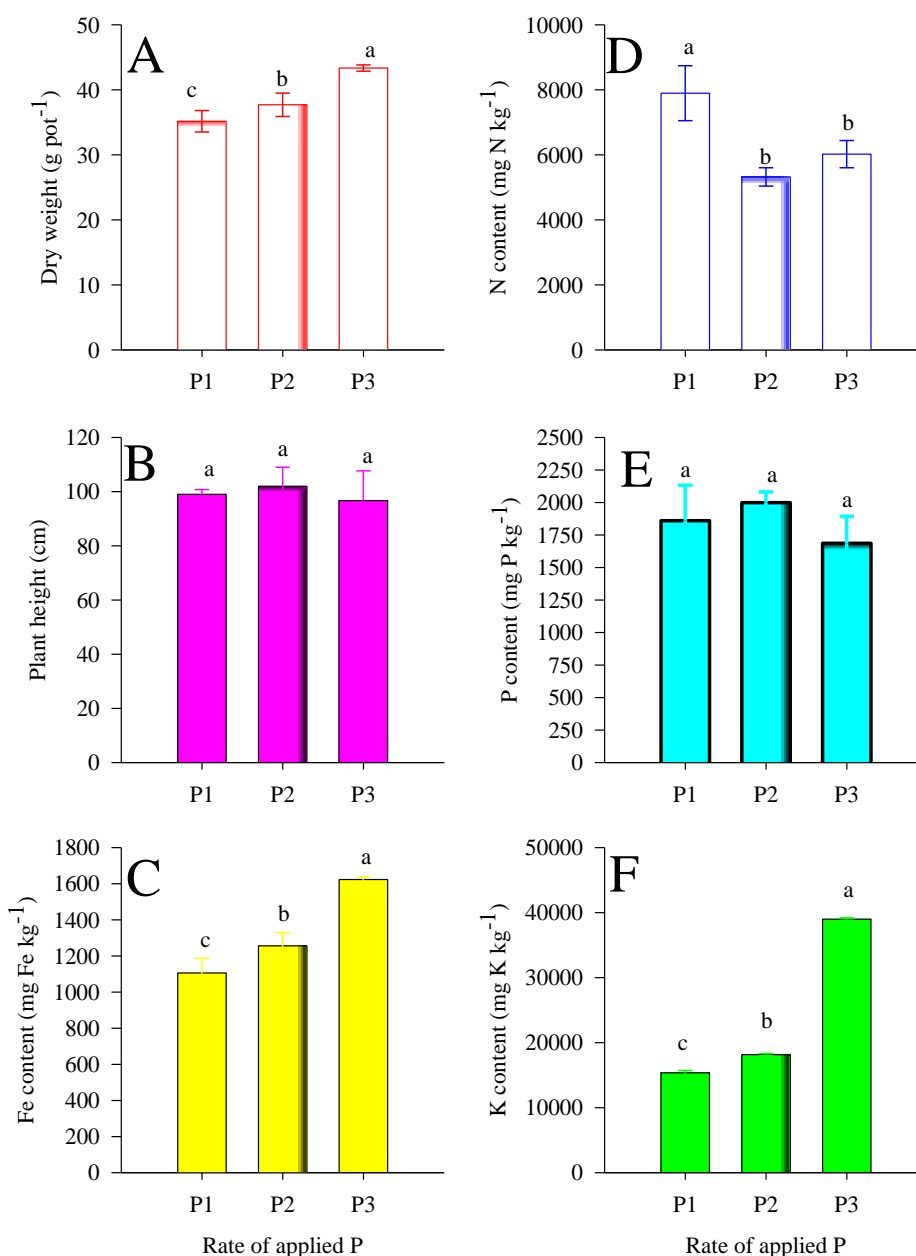 A
Dry weight (g pot-1)
50
40
30
20
10
0
c
b
a
P1 P2 P3
D
N content (mg N kg-1)
10000
8000
6000
4000
2000
0
a
b
b
P1 P2 P3
B
Plant height (cm)
120
100
80
60
40
20
0
a
a
a
P1 P2 P3
E
P content (mg P kg-1)
2500
2250
2000
1750
1500
1250
1000
750
500
250
0
a
a
a
P1 P2 P3
C
Fe content (mg Fe kg-1)
1800
1600
1400
1200
1000
800
600
400
200
0
c
b
a
P1 P2 P3
Rate of applied P
F
K content (mg K kg-1)
50000
40000
30000
20000
10000
0
c
b
a
P1 P2 P3
Rate of applied P